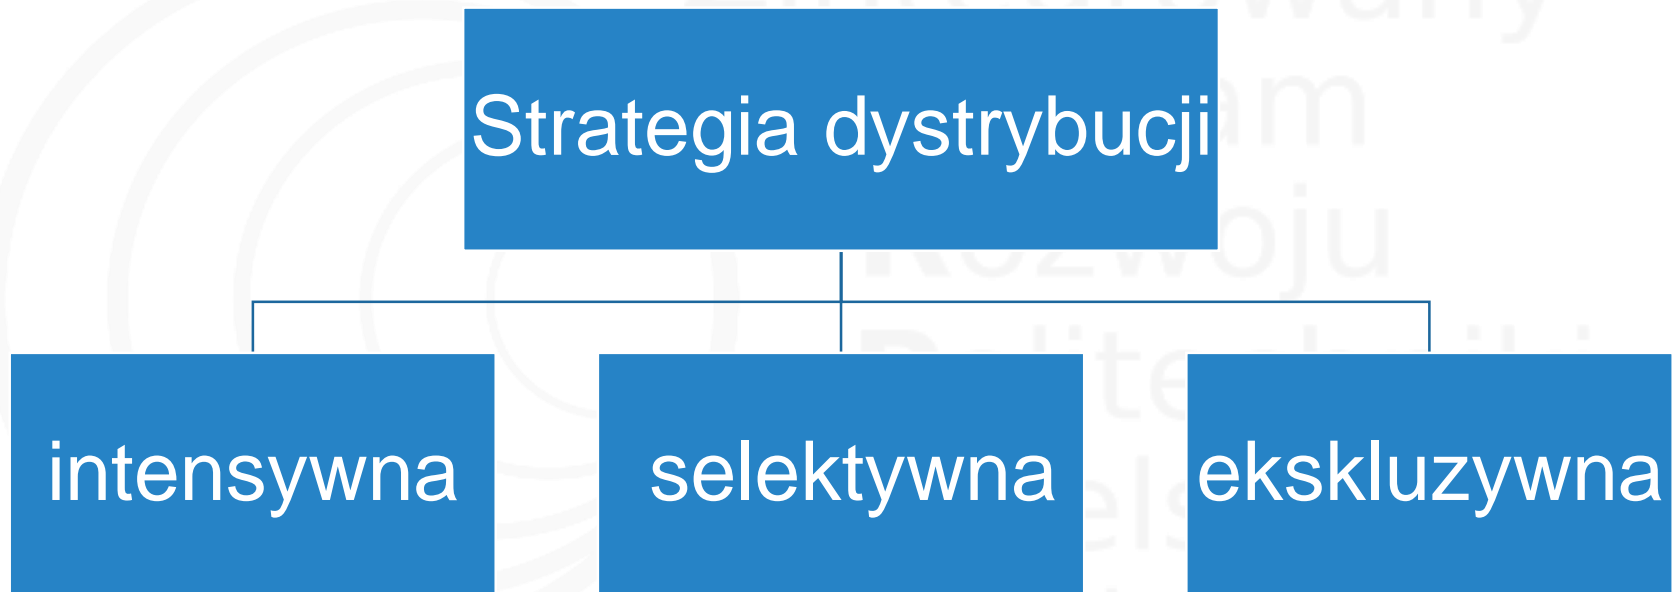 Strategia dystrybucji
intensywna
selektywna
ekskluzywna